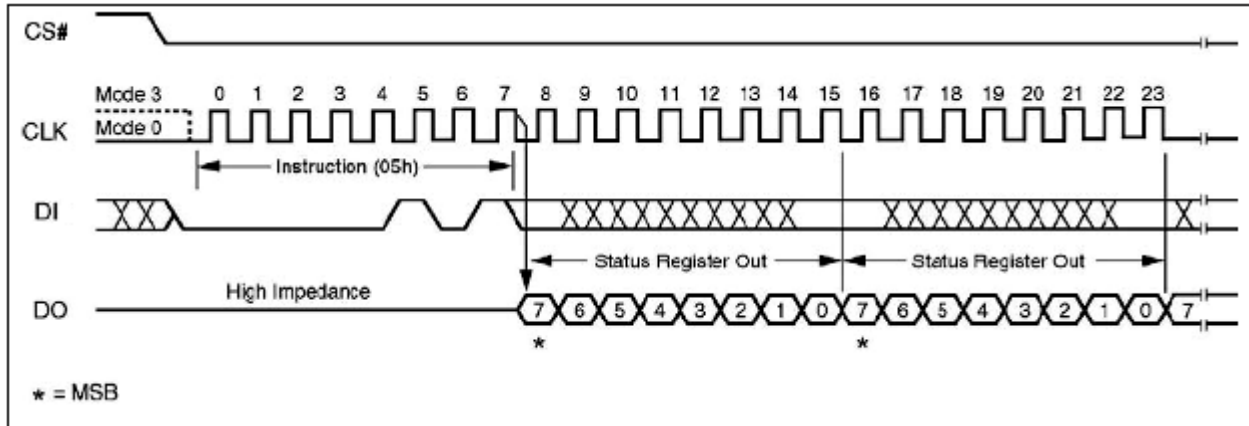 CS#
Mode 3 0 1 2 3 4 5 6 7 8 9 10 11 12 13 14 15 16 17 18 19 20 21 22 23
CLK Mode 0
Instruction (05h)
DI
Status Register Out Status Register Out
High Impedance
DO 7 6 5 4 3 2 1 0 7 6 5 4 3 2 1 0 7
* *
* = MSB